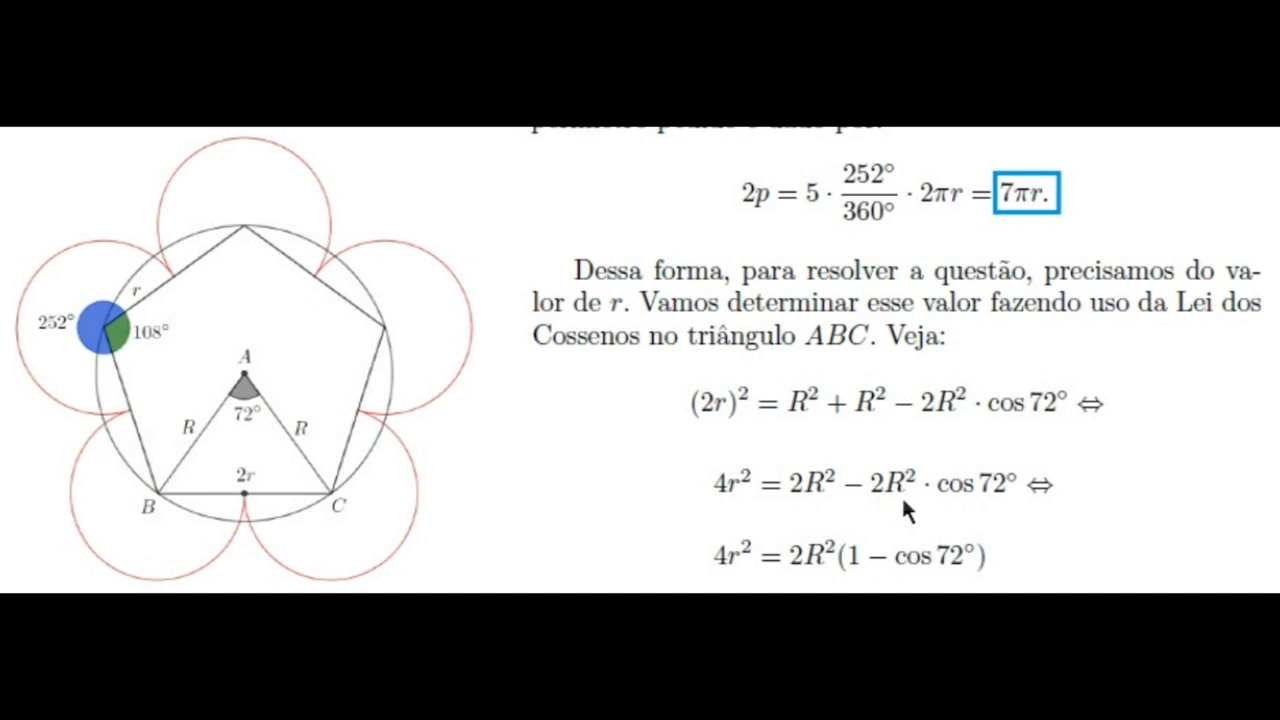 252°
r
108°
A
72°
R
R
2r
B
C
2p = 5 · 252°/360° · 2πr = 7πr.
Dessa forma, para resolver a questão, precisamos do va-
lor de r. Vamos determinar esse valor fazendo uso da Lei dos
Cossenos no triângulo ABC. Veja:
(2r)² = R² + R² − 2R² · cos 72° ⇔
4r² = 2R² − 2R² · cos 72° ⇔
4r² = 2R²(1 − cos 72°)